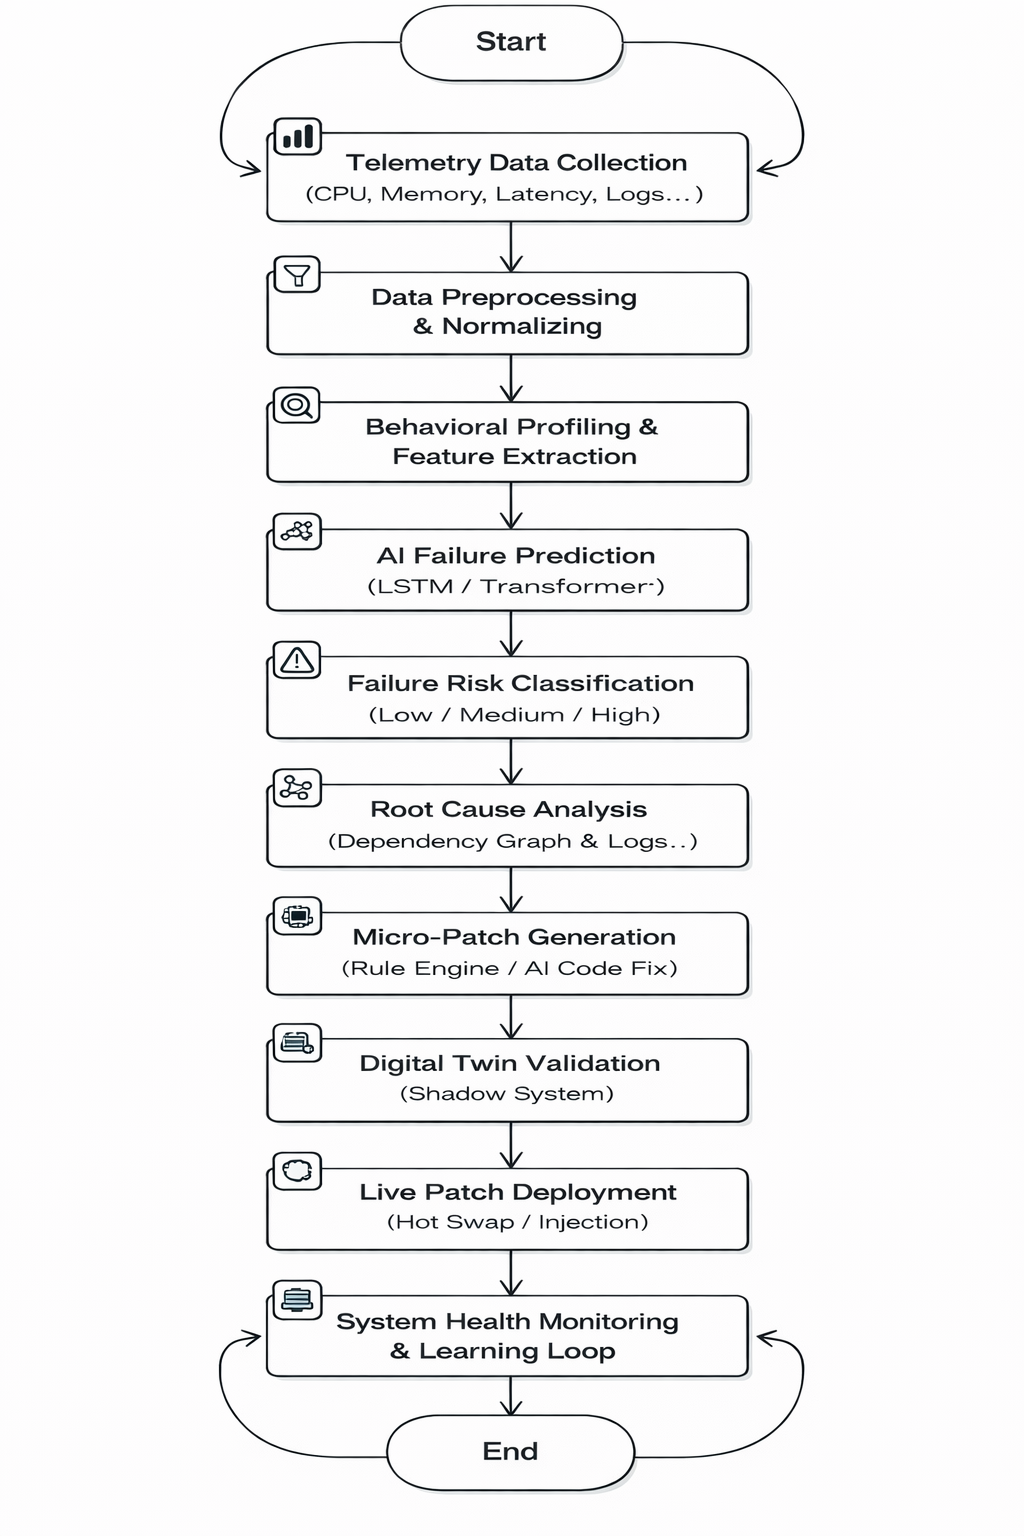 Start
Telemetry Data Collection
(CPU, Memory, Latency, Logs...)
Data Preprocessing
& Normalizing
Behavioral Profiling &
Feature Extraction
AI Failure Prediction
(LSTM / Transformer·)
Failure Risk Classification
(Low / Medium / High)
Root Cause Analysis
(Dependency Graph & Logs..)
Micro-Patch Generation
(Rule Engine / AI Code Fix)
Digital Twin Validation
(Shadow System)
Live Patch Deployment
(Hot Swap / Injection)
System Health Monitoring
& Learning Loop
End